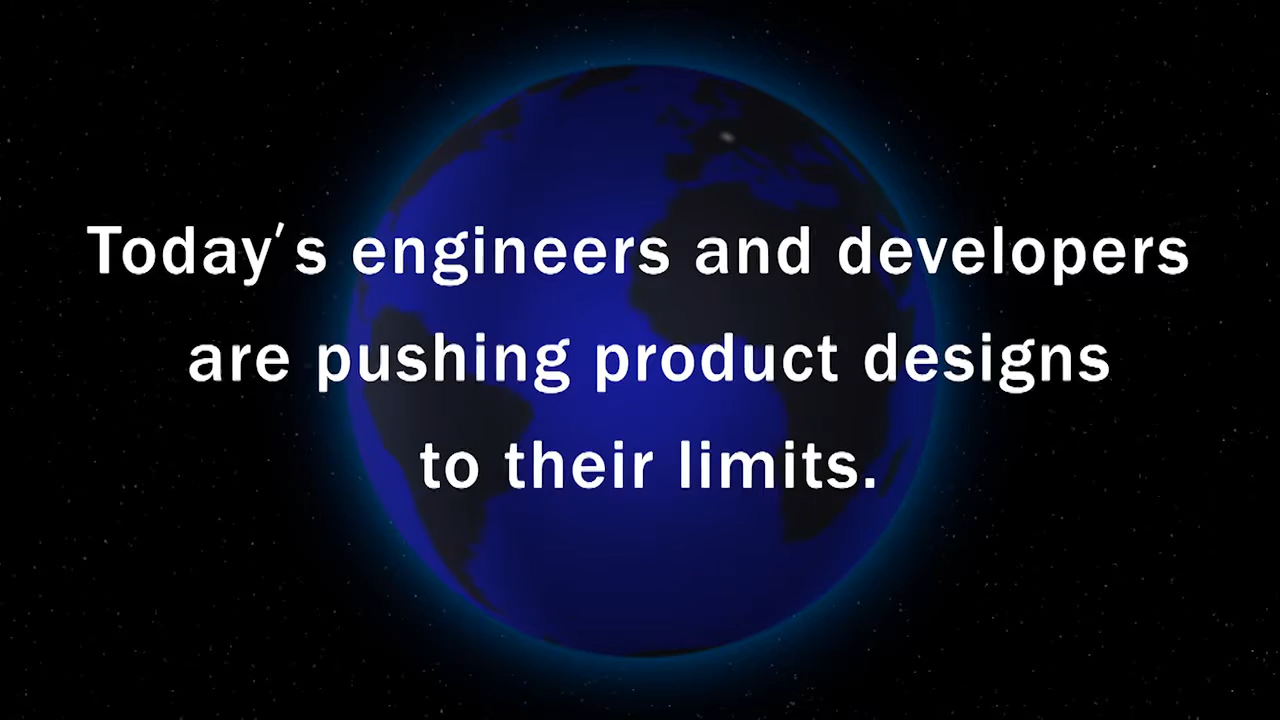 Today's engineers and developers
are pushing product designs
to their limits.